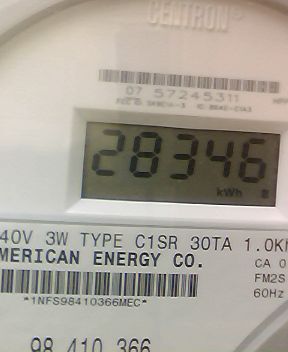 CENTRON®
07 57245311
28346
kWh
40V 3W TYPE C1SR 30TA 1.0K
MERICAN ENERGY CO.
CA 0
FM2S
60Hz
*1NFS98410366MEC*
98 410 366